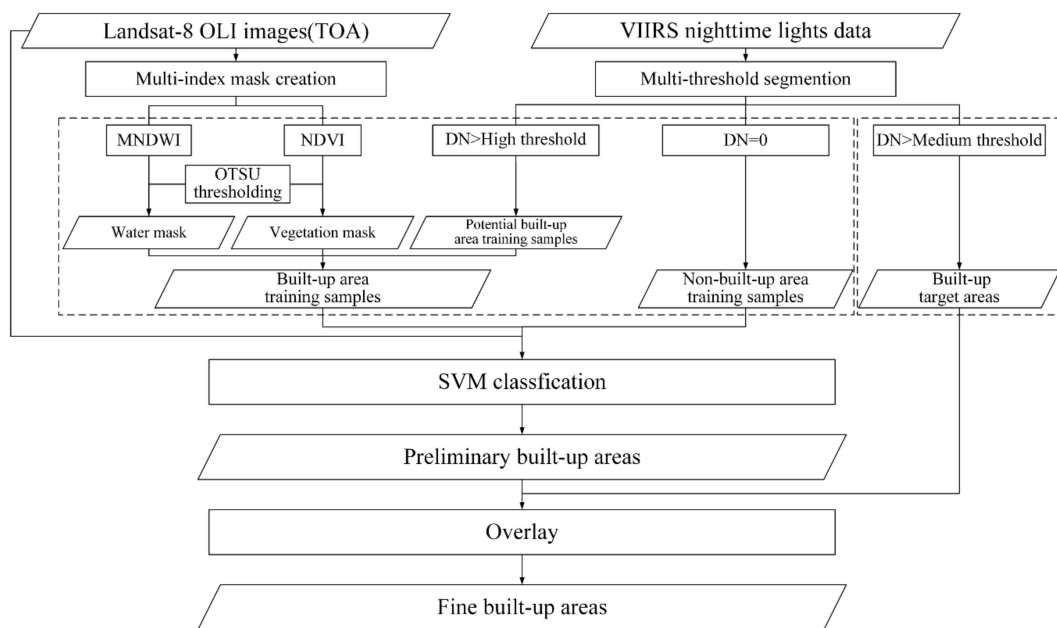 Landsat-8 OLI images(TOA)
VIIRS nighttime lights data
Multi-index mask creation
Multi-threshold segmention
MNDWI
NDVI
DN>High threshold
DN=0
DN>Medium threshold
OTSU
thresholding
Water mask
Vegetation mask
Potential built-up
area training samples
Built-up area
training samples
Non-built-up area
training samples
Built-up
target areas
SVM classfication
Preliminary built-up areas
Overlay
Fine built-up areas